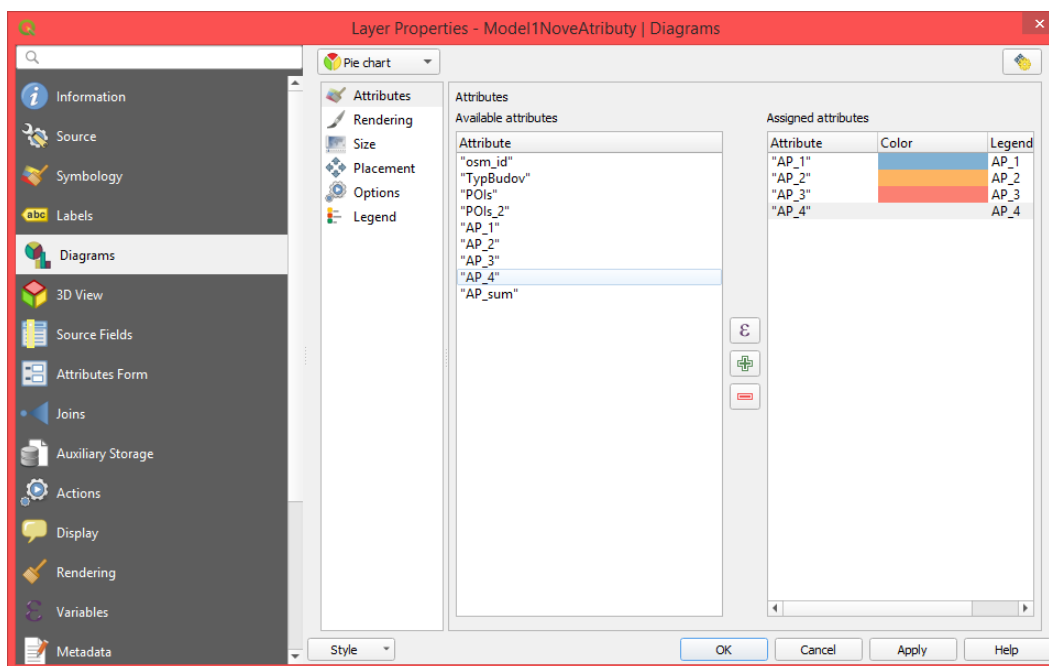 Layer Properties - Model1NoveAtributy | Diagrams
Information
Source
Symbology
abc Labels
Diagrams
3D View
Source Fields
Attributes Form
Joins
Auxiliary Storage
Actions
Display
Rendering
Variables
Metadata
Pie chart
Attributes
Rendering
Size
Placement
Options
Legend
Attributes
Available attributes
Attribute
"osm_id"
"TypBudov"
"POIs"
"POIs_2"
"AP_1"
"AP_2"
"AP_3"
"AP_4"
"AP_sum"
ε
Assigned attributes
Attribute Color Legend
"AP_1" AP_1
"AP_2" AP_2
"AP_3" AP_3
"AP_4" AP_4
Style OK Cancel Apply Help